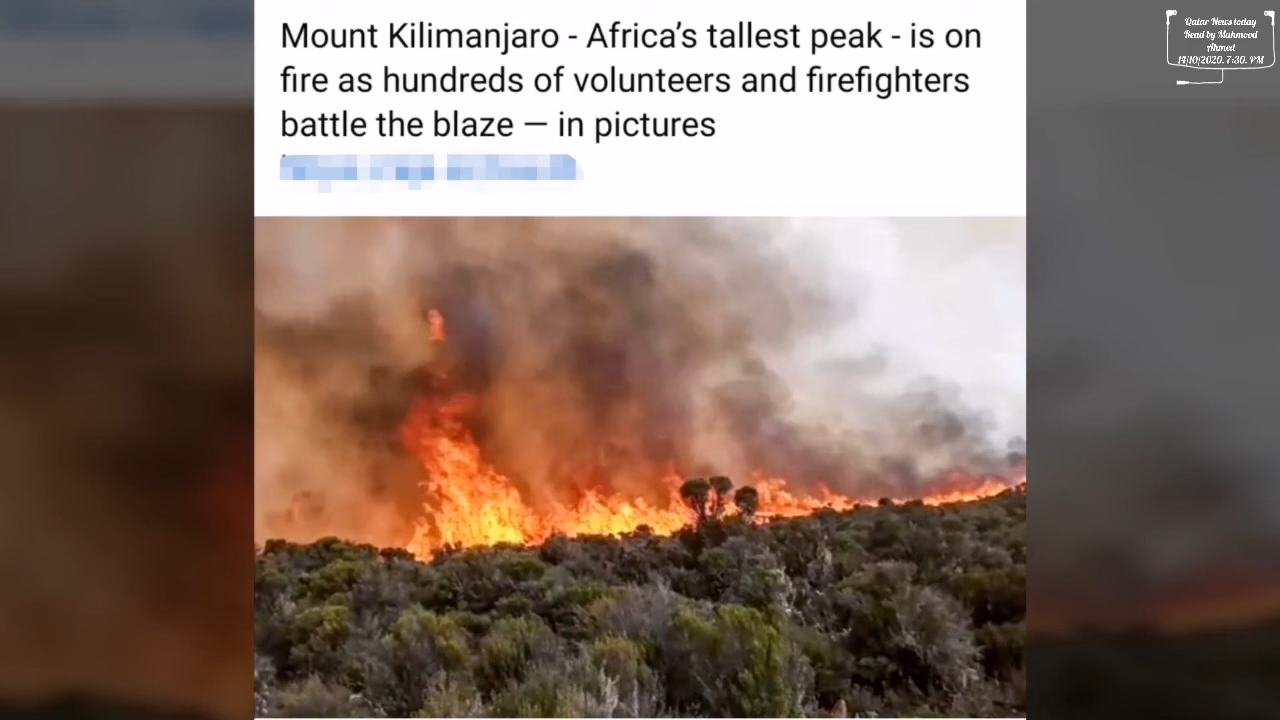 Mount Kilimanjaro - Africa’s tallest peak - is on
fire as hundreds of volunteers and firefighters
battle the blaze — in pictures
Qatar News today
Read by Mahmood
Ahmet
14/10/2020. 7:30. PM